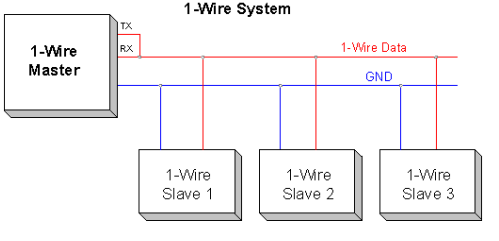 1-Wire System
TX
1-Wire
Master
RX
1-Wire Data
GND
1-Wire
Slave 1
1-Wire
Slave 2
1-Wire
Slave 3